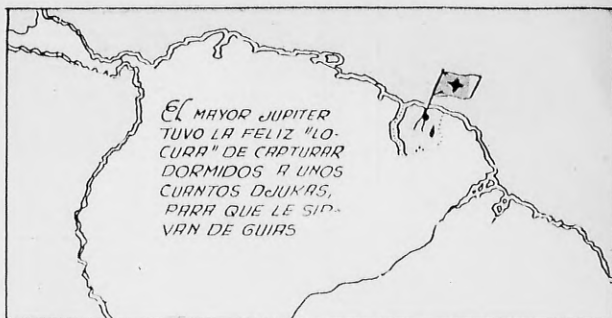 EL MAYOR JUPITER
TUVO LA FELIZ "LO-
CURA" DE CAPTURAR
DORMIDOS A UNOS
CUANTOS DJUKAS,
PARA QUE LE SIR-
VAN DE GUIAS